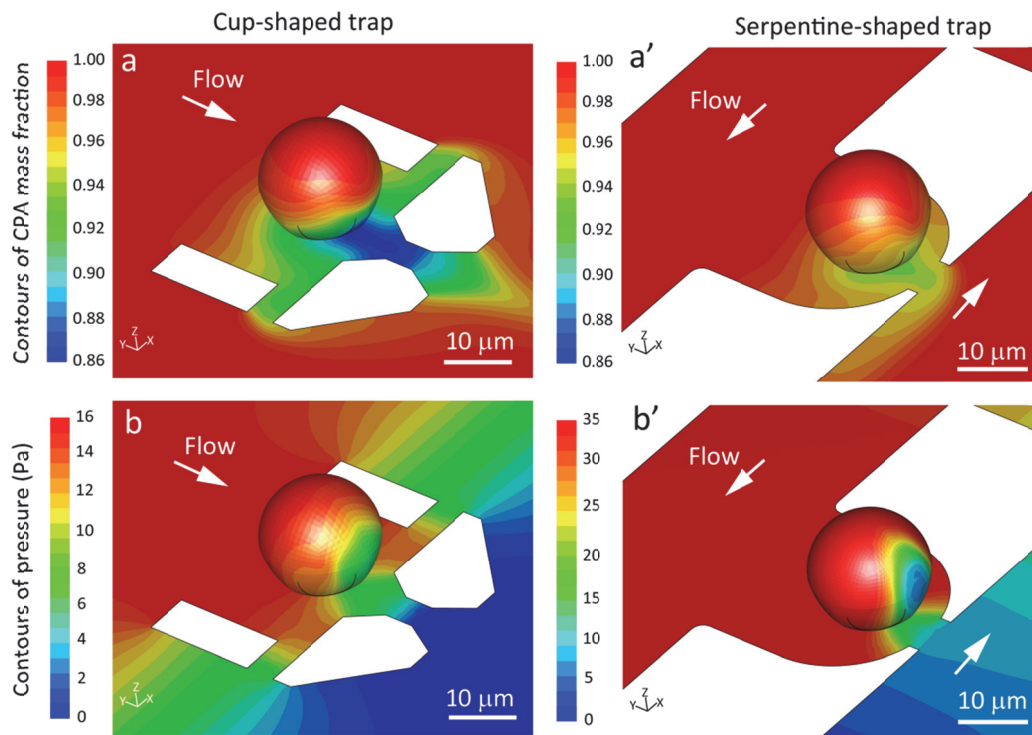 Cup-shaped trap
Serpentine-shaped trap
Contours of CPA mass fraction
1.00
0.98
0.96
0.94
0.92
0.90
0.88
0.86
a
Flow
Z
Y X
10 μm
1.00
0.98
0.96
0.94
0.92
0.90
0.88
0.86
a'
Flow
Z
Y X
10 μm
Contours of pressure (Pa)
16
14
12
10
8
6
4
2
0
b
Flow
Z
Y X
10 μm
35
30
25
20
15
10
5
0
b'
Flow
Z
Y X
10 μm